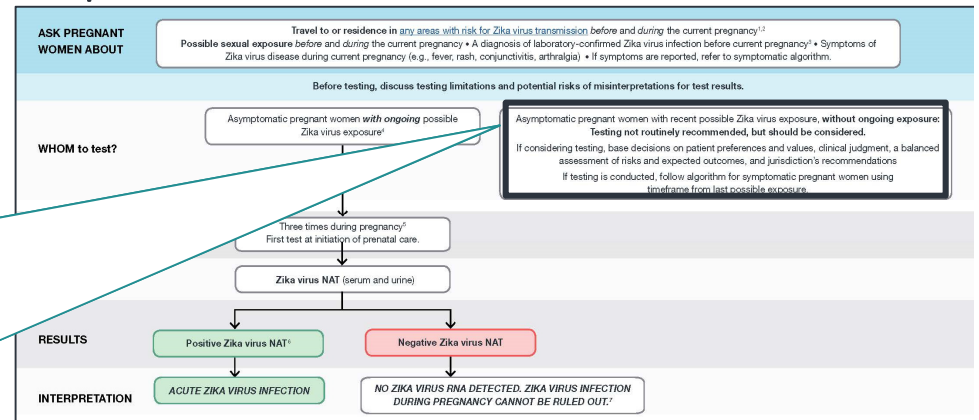 ASK PREGNANT
WOMEN ABOUT
Travel to or residence in any areas with risk for Zika virus transmission before and during the current pregnancy1,2
Possible sexual exposure before and during the current pregnancy • A diagnosis of laboratory-confirmed Zika virus infection before current pregnancy3 • Symptoms of
Zika virus disease during current pregnancy (e.g., fever, rash, conjunctivitis, arthralgia) • If symptoms are reported, refer to symptomatic algorithm.
Before testing, discuss testing limitations and potential risks of misinterpretations for test results.
WHOM to test?
Asymptomatic pregnant women with ongoing possible
Zika virus exposure4
Asymptomatic pregnant women with recent possible Zika virus exposure, without ongoing exposure:
Testing not routinely recommended, but should be considered.
If considering testing, base decisions on patient preferences and values, clinical judgment, a balanced
assessment of risks and expected outcomes, and jurisdiction's recommendations
If testing is conducted, follow algorithm for symptomatic pregnant women using
timeframe from last possible exposure.
Three times during pregnancy5
First test at initiation of prenatal care.
Zika virus NAT (serum and urine)
RESULTS
Positive Zika virus NAT6
Negative Zika virus NAT
INTERPRETATION
ACUTE ZIKA VIRUS INFECTION
NO ZIKA VIRUS RNA DETECTED. ZIKA VIRUS INFECTION
DURING PREGNANCY CANNOT BE RULED OUT.7